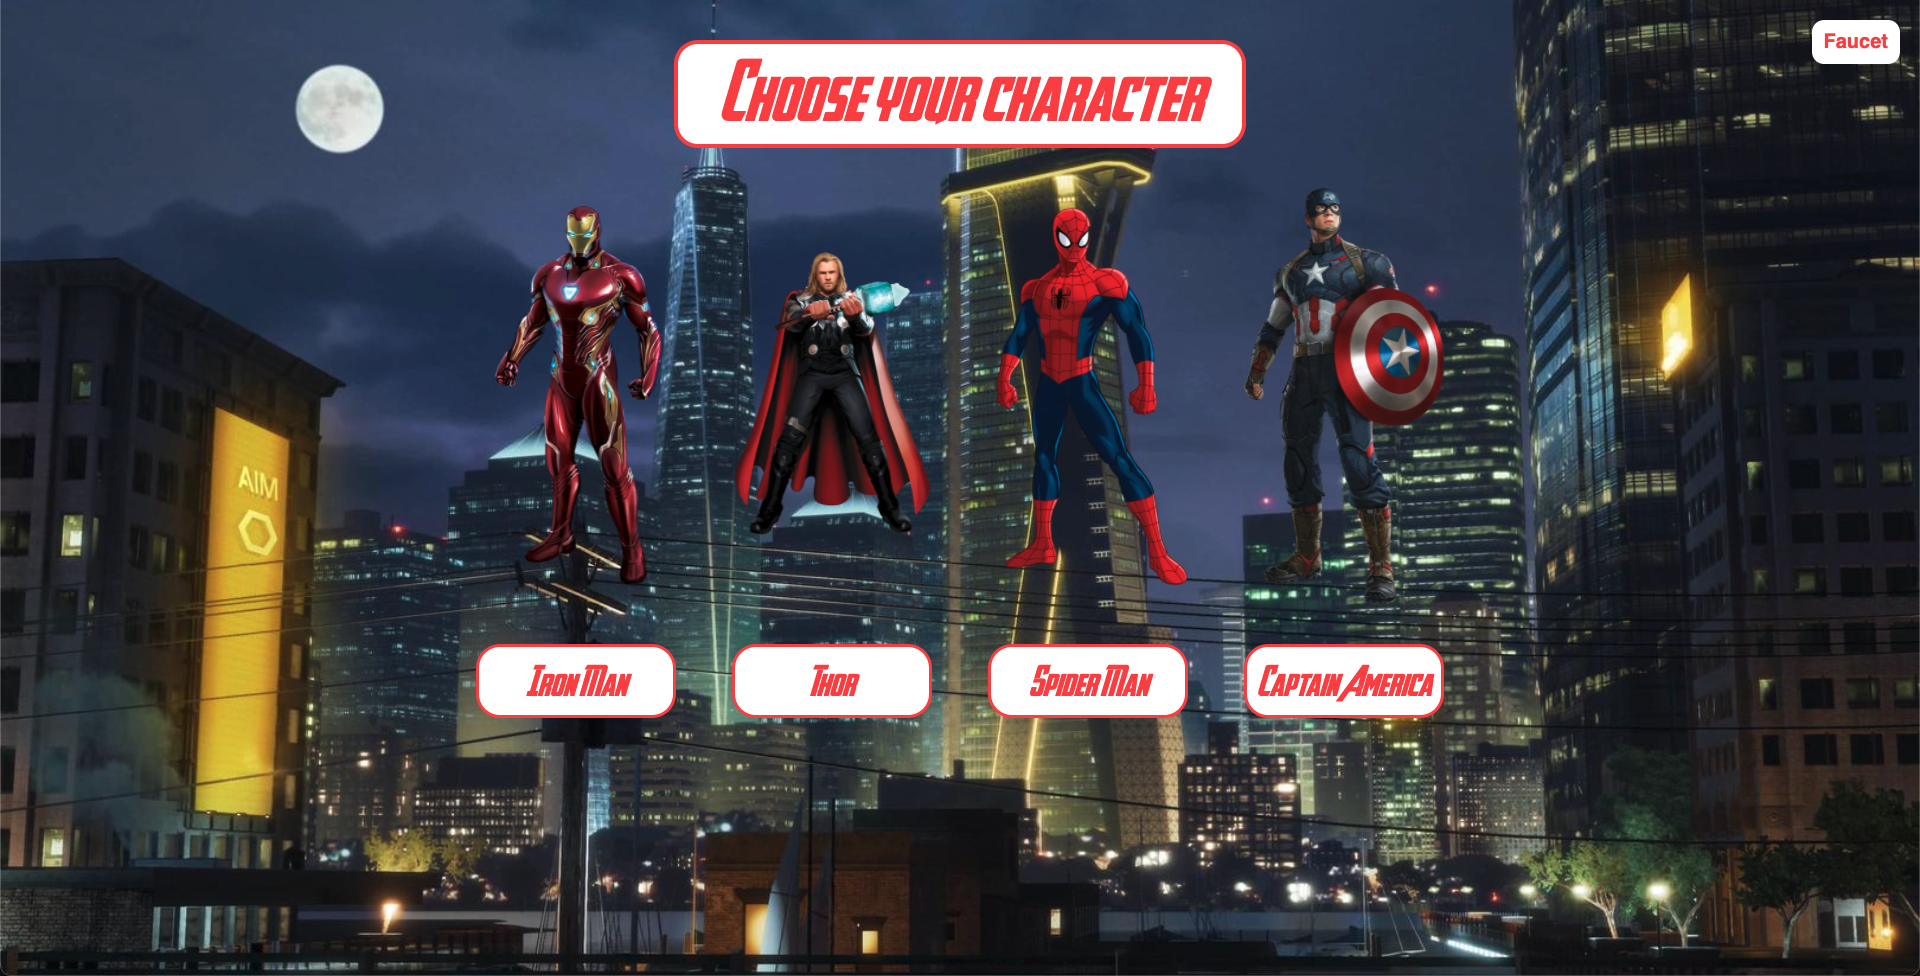 Faucet
Choose your character
AIM
Iron Man
Thor
Spider Man
Captain America